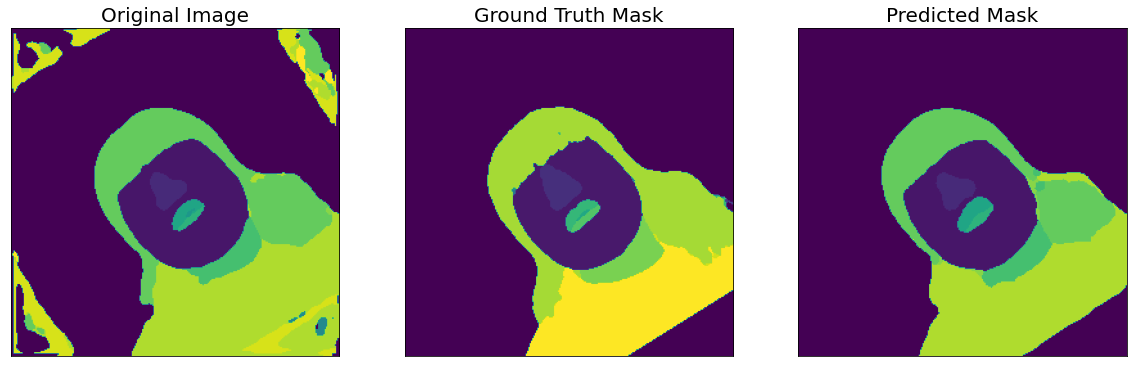 Original Image
Ground Truth Mask
Predicted Mask